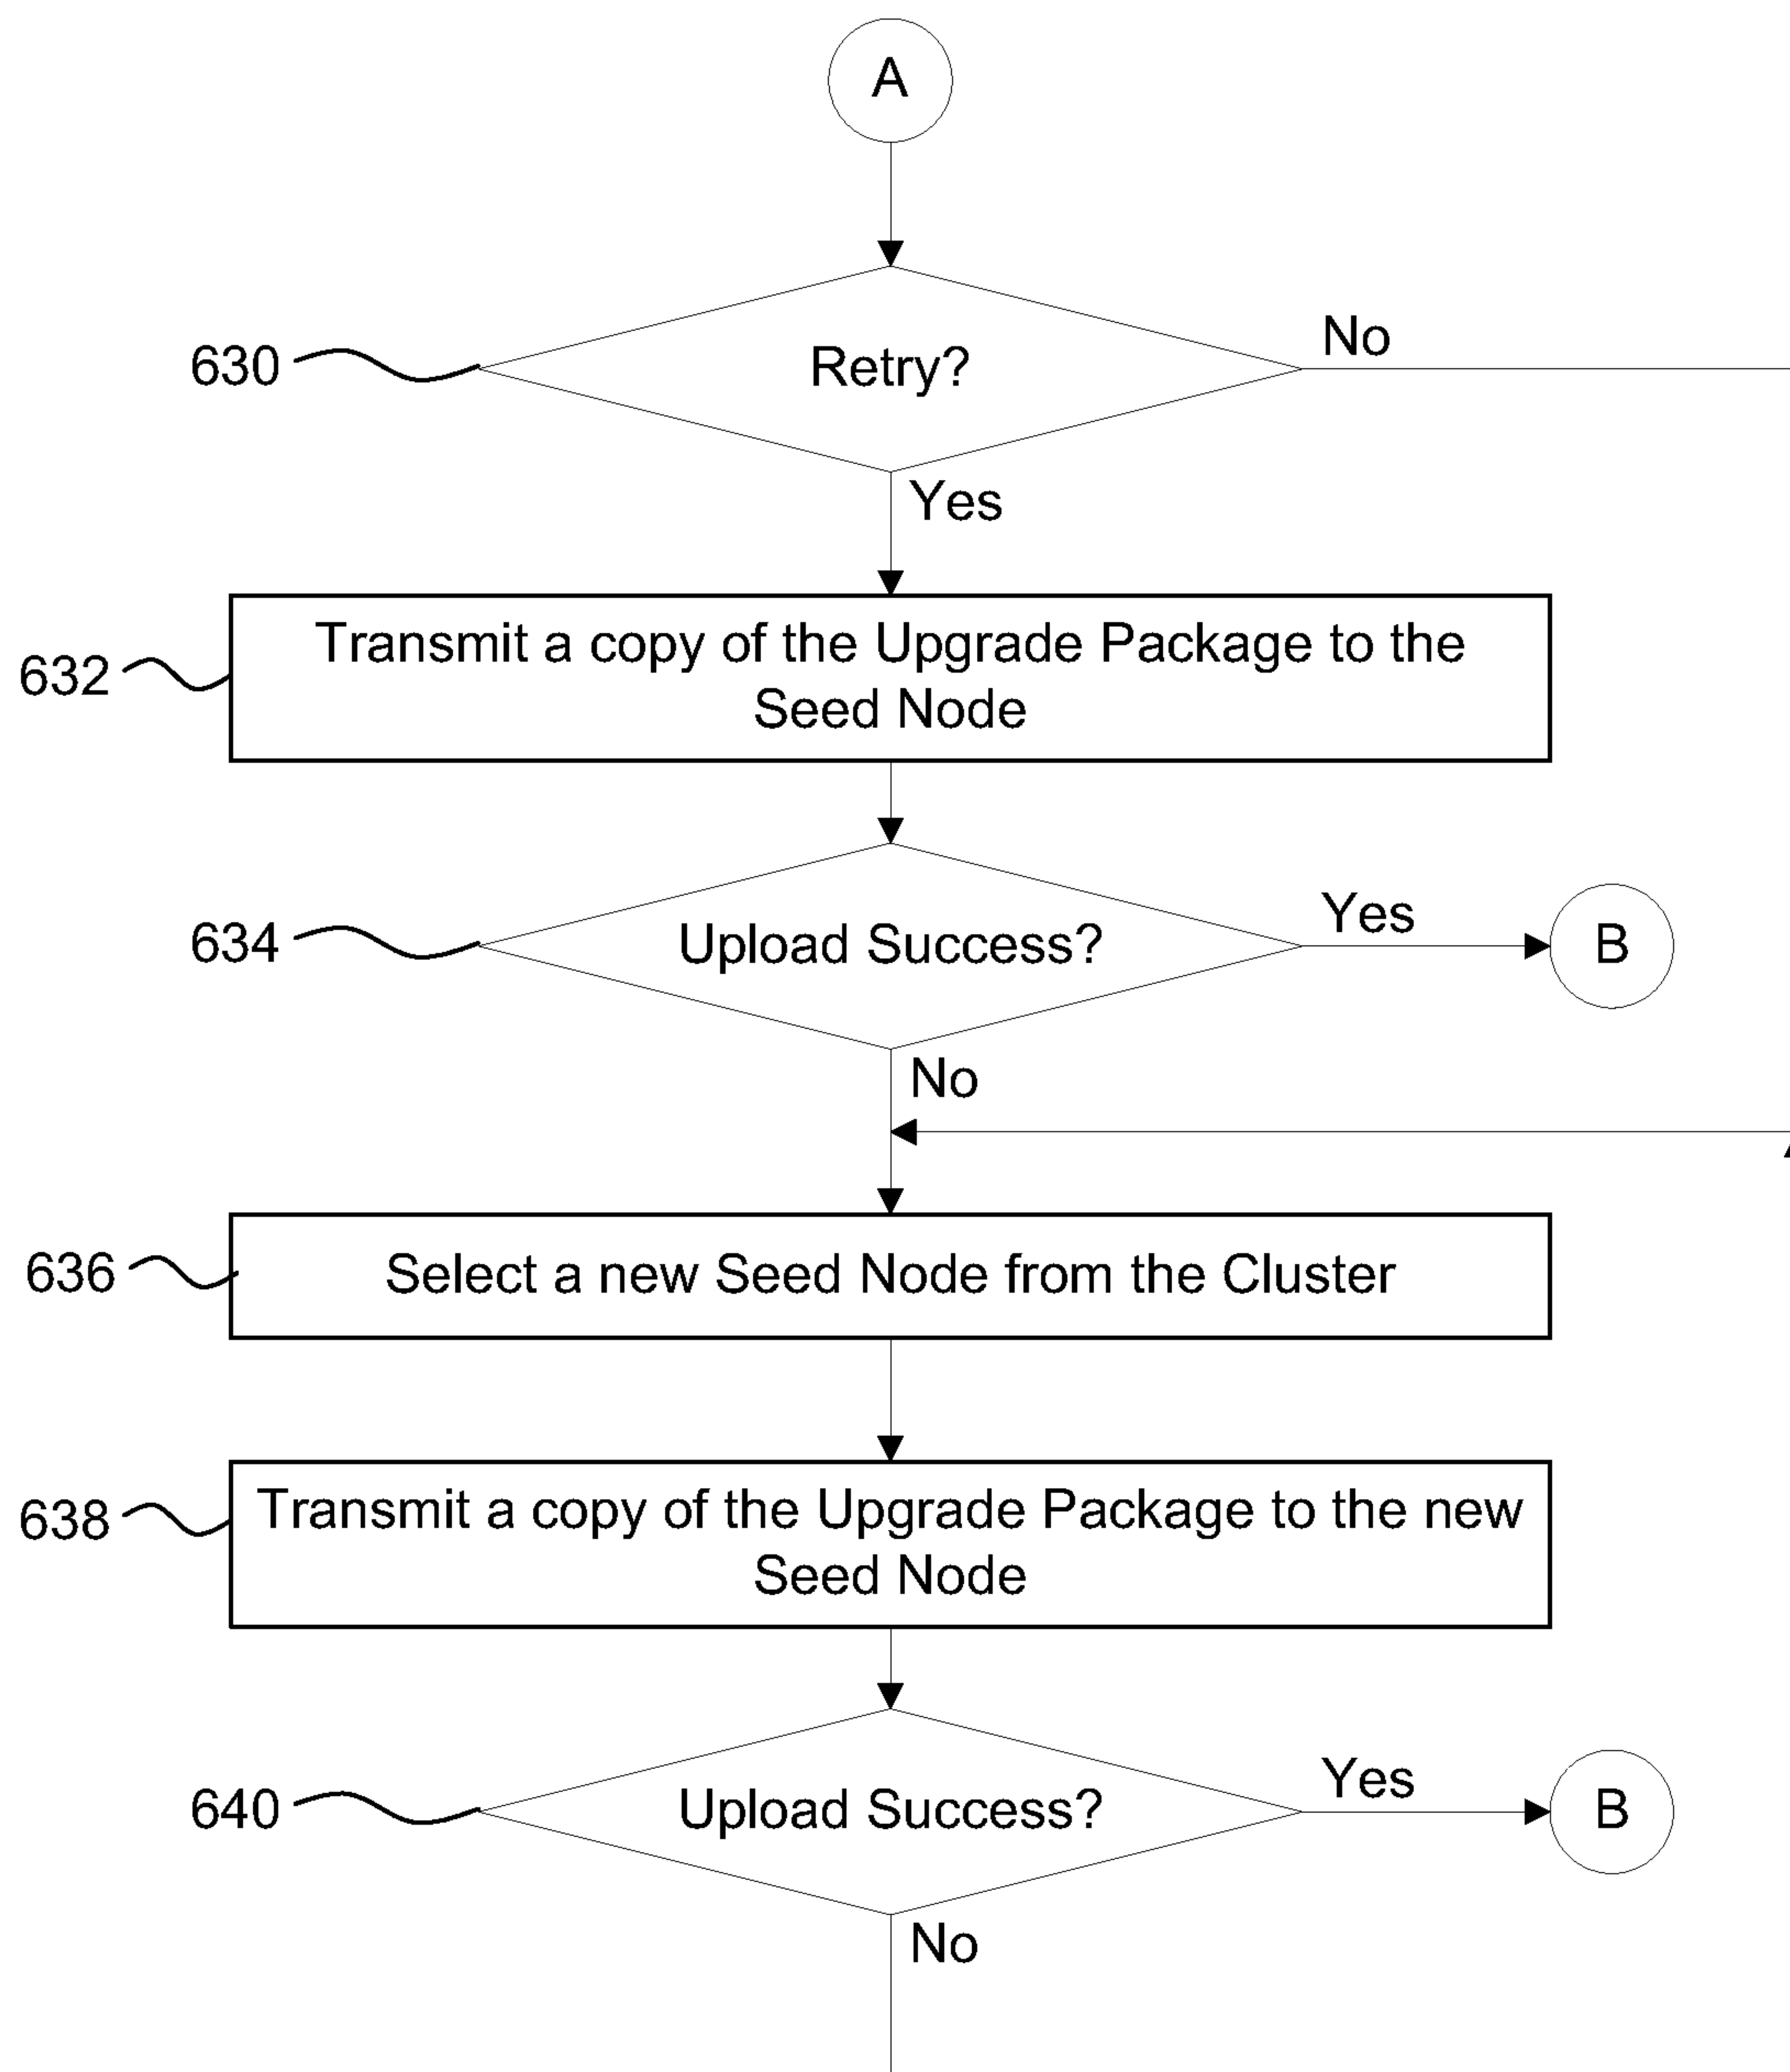 A
630
Retry?
No
Yes
632
Transmit a copy of the Upgrade Package to the
Seed Node
634
Upload Success?
Yes
B
No
636
Select a new Seed Node from the Cluster
638
Transmit a copy of the Upgrade Package to the new
Seed Node
640
Upload Success?
Yes
B
No